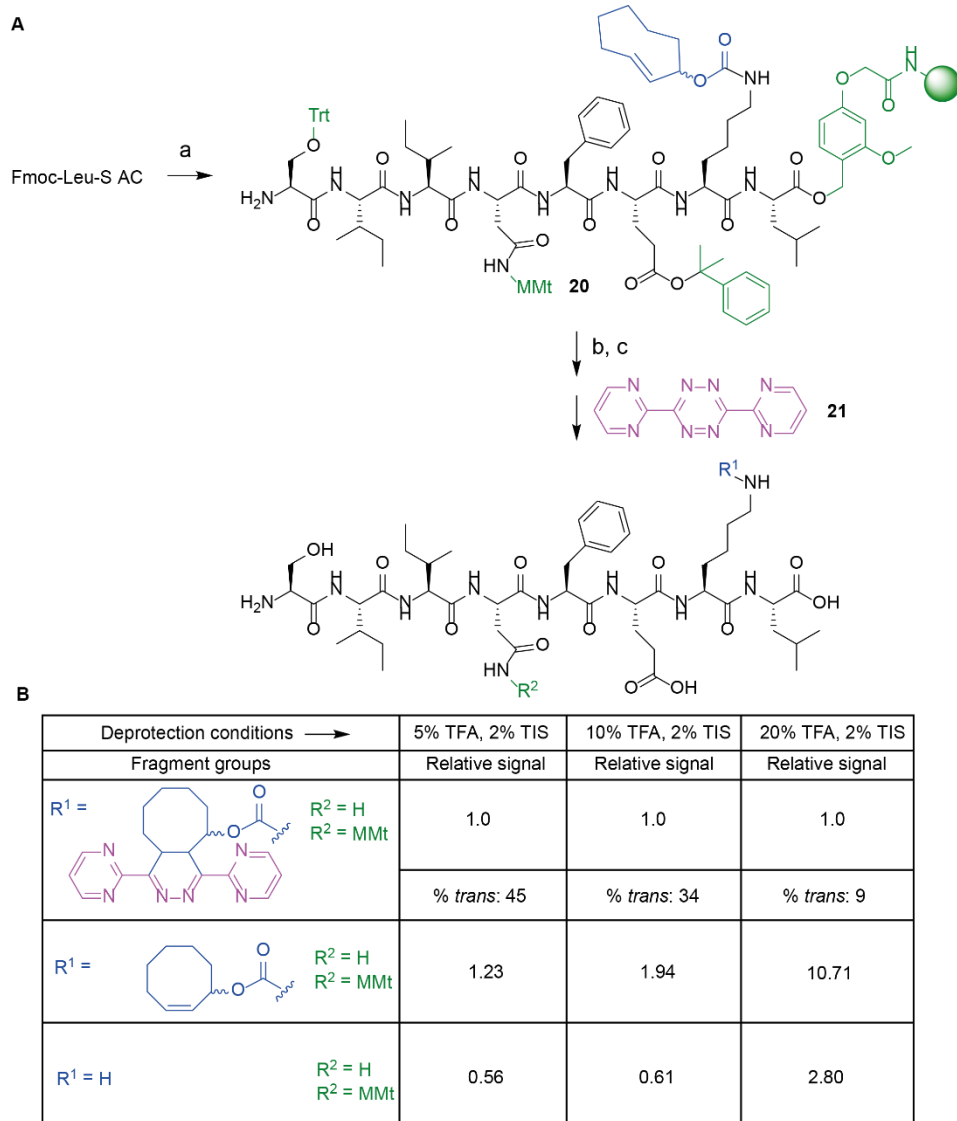 A
O
H
N
O
NH
O
O
Trt
O
O
O
O
O
O
a
Fmoc-Leu-S AC
H
N
H
N
H
N
H
N
O
H2N
N
H
N
H
N
H
O
O
O
O
O
HN
MMt
20
O
O
b, c
N
N
N
N
N
N
N
N
21
R1
NH
OH
O
O
O
O
H
N
H
N
H
N
H
N
OH
H2N
N
H
N
H
N
H
O
O
O
O
O
HN
R2
O
OH
B
Deprotection conditions → 5% TFA, 2% TIS 10% TFA, 2% TIS 20% TFA, 2% TIS
Fragment groups Relative signal Relative signal Relative signal
R1 = O O R2 = H
R2 = MMt
1.0 1.0 1.0
N N N N N N
% trans: 45 % trans: 34 % trans: 9
R1 = O O R2 = H
R2 = MMt
1.23 1.94 10.71
R1 = H R2 = H
R2 = MMt
0.56 0.61 2.80